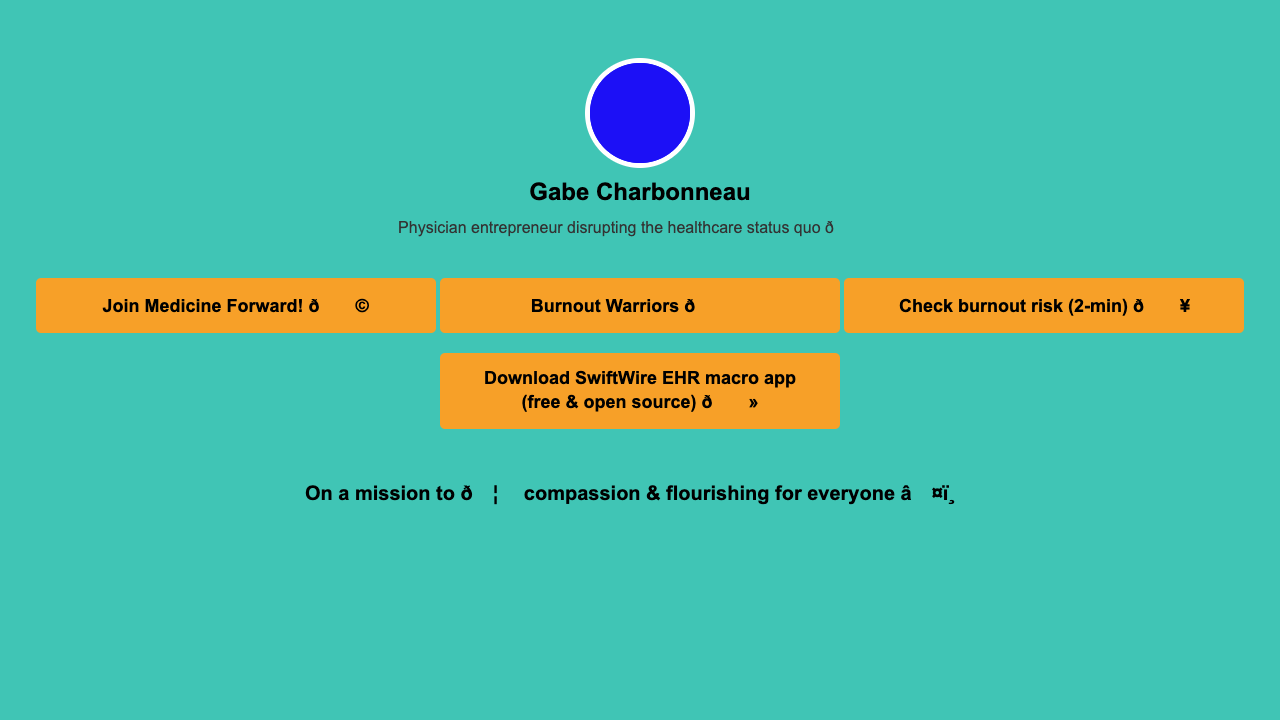 Gabe Charbonneau
Physician entrepreneur disrupting the healthcare status quo ð
Join Medicine Forward! ð ©
Burnout Warriors ð
Check burnout risk (2-min) ð ¥
Download SwiftWire EHR macro app
(free & open source) ð »
On a mission to ð ¦ compassion & flourishing for everyone â ¤ï¸